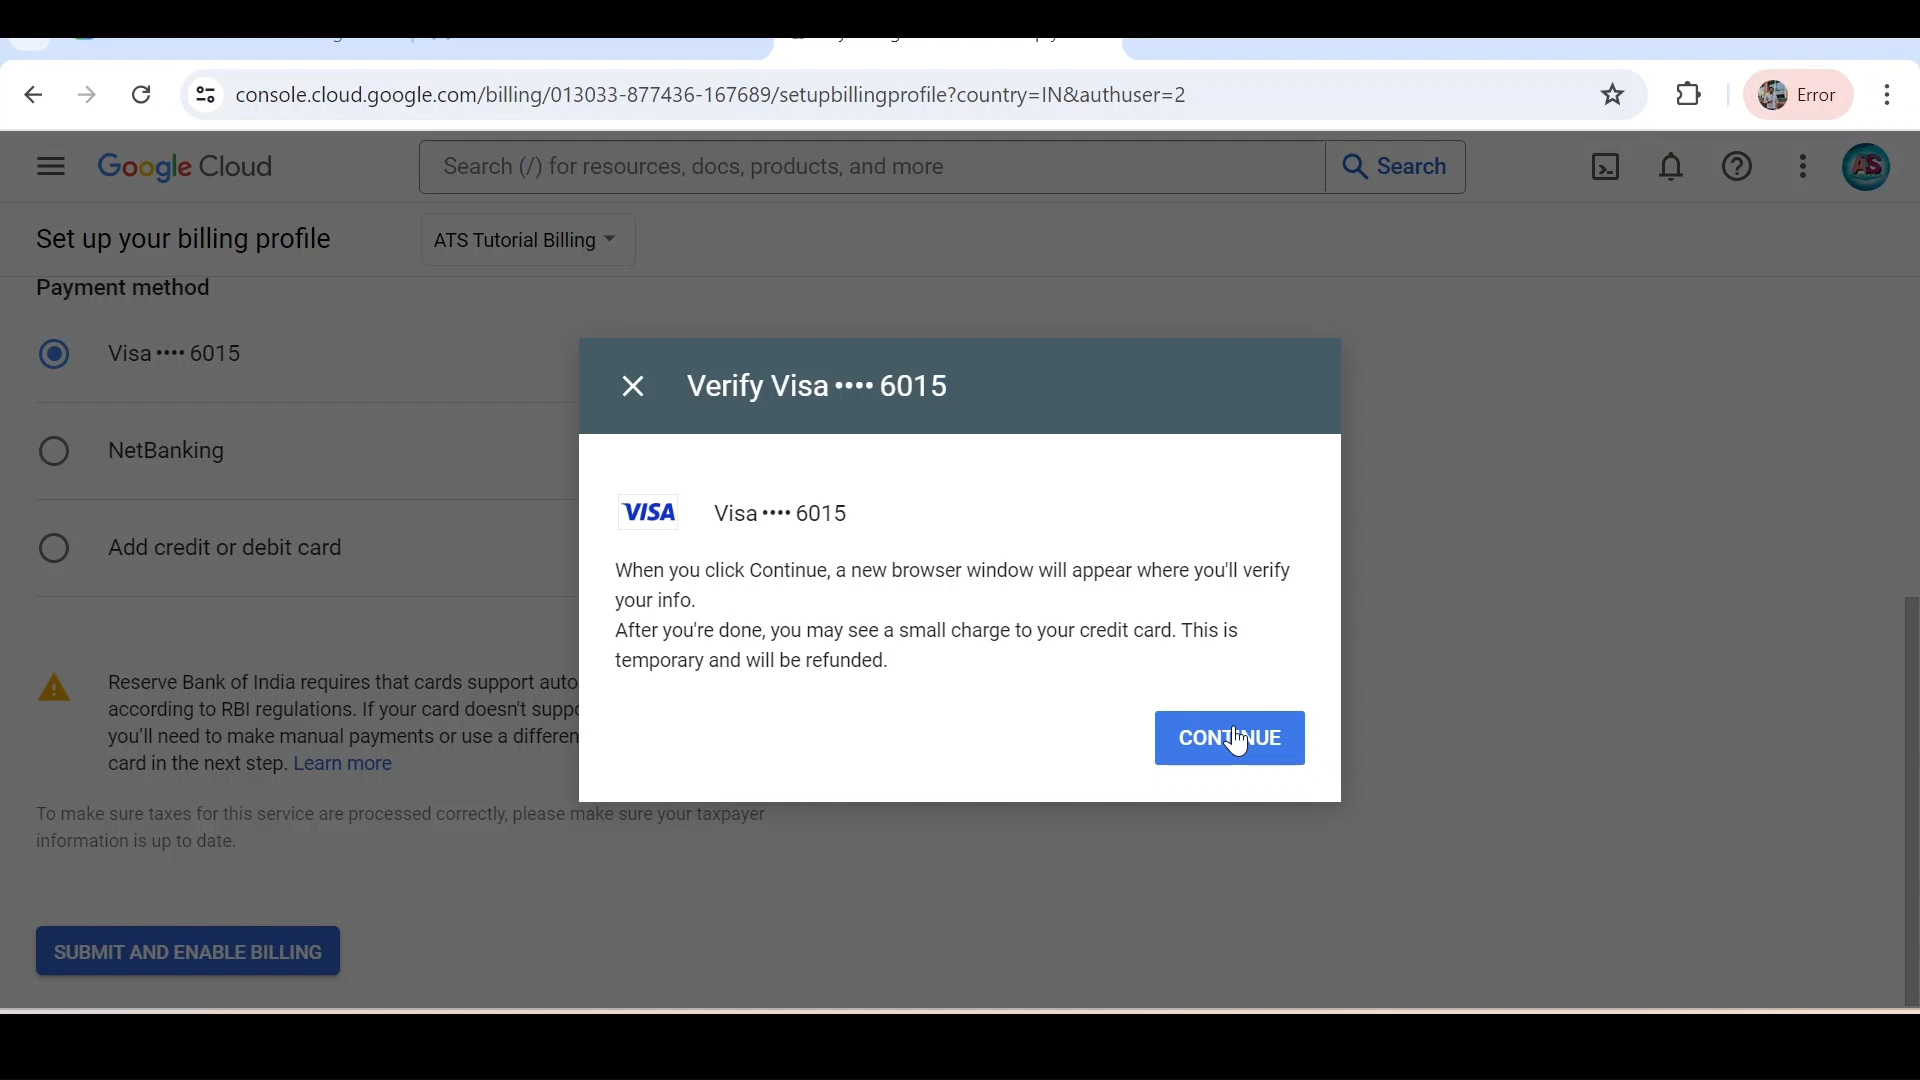 console.cloud.google.com/billing/013033-877436-167689/setupbillingprofile?country=IN&authuser=2
Error
Google Cloud
Search (/) for resources, docs, products, and more
Search
AS
Set up your billing profile
ATS Tutorial Billing
Payment method
Visa •••• 6015
NetBanking
Add credit or debit card
Reserve Bank of India requires that cards support auto
according to RBI regulations. If your card doesn't suppo
you'll need to make manual payments or use a differen
card in the next step. Learn more
To make sure taxes for this service are processed correctly, please make sure your taxpayer
information is up to date.
SUBMIT AND ENABLE BILLING
Verify Visa •••• 6015
VISA
Visa •••• 6015
When you click Continue, a new browser window will appear where you'll verify
your info.
After you're done, you may see a small charge to your credit card. This is
temporary and will be refunded.
CONTINUE